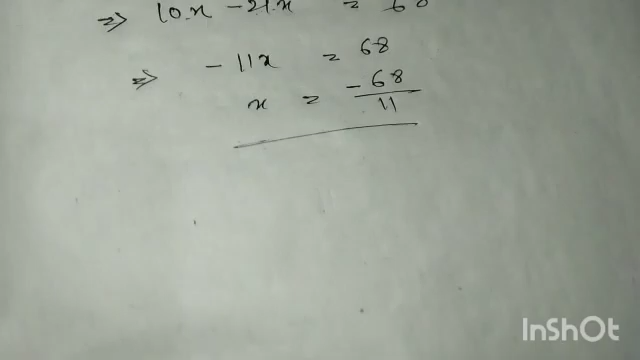 => 10x - 21x = 68
=> - 11x = 68
x = -68/11
InShOt